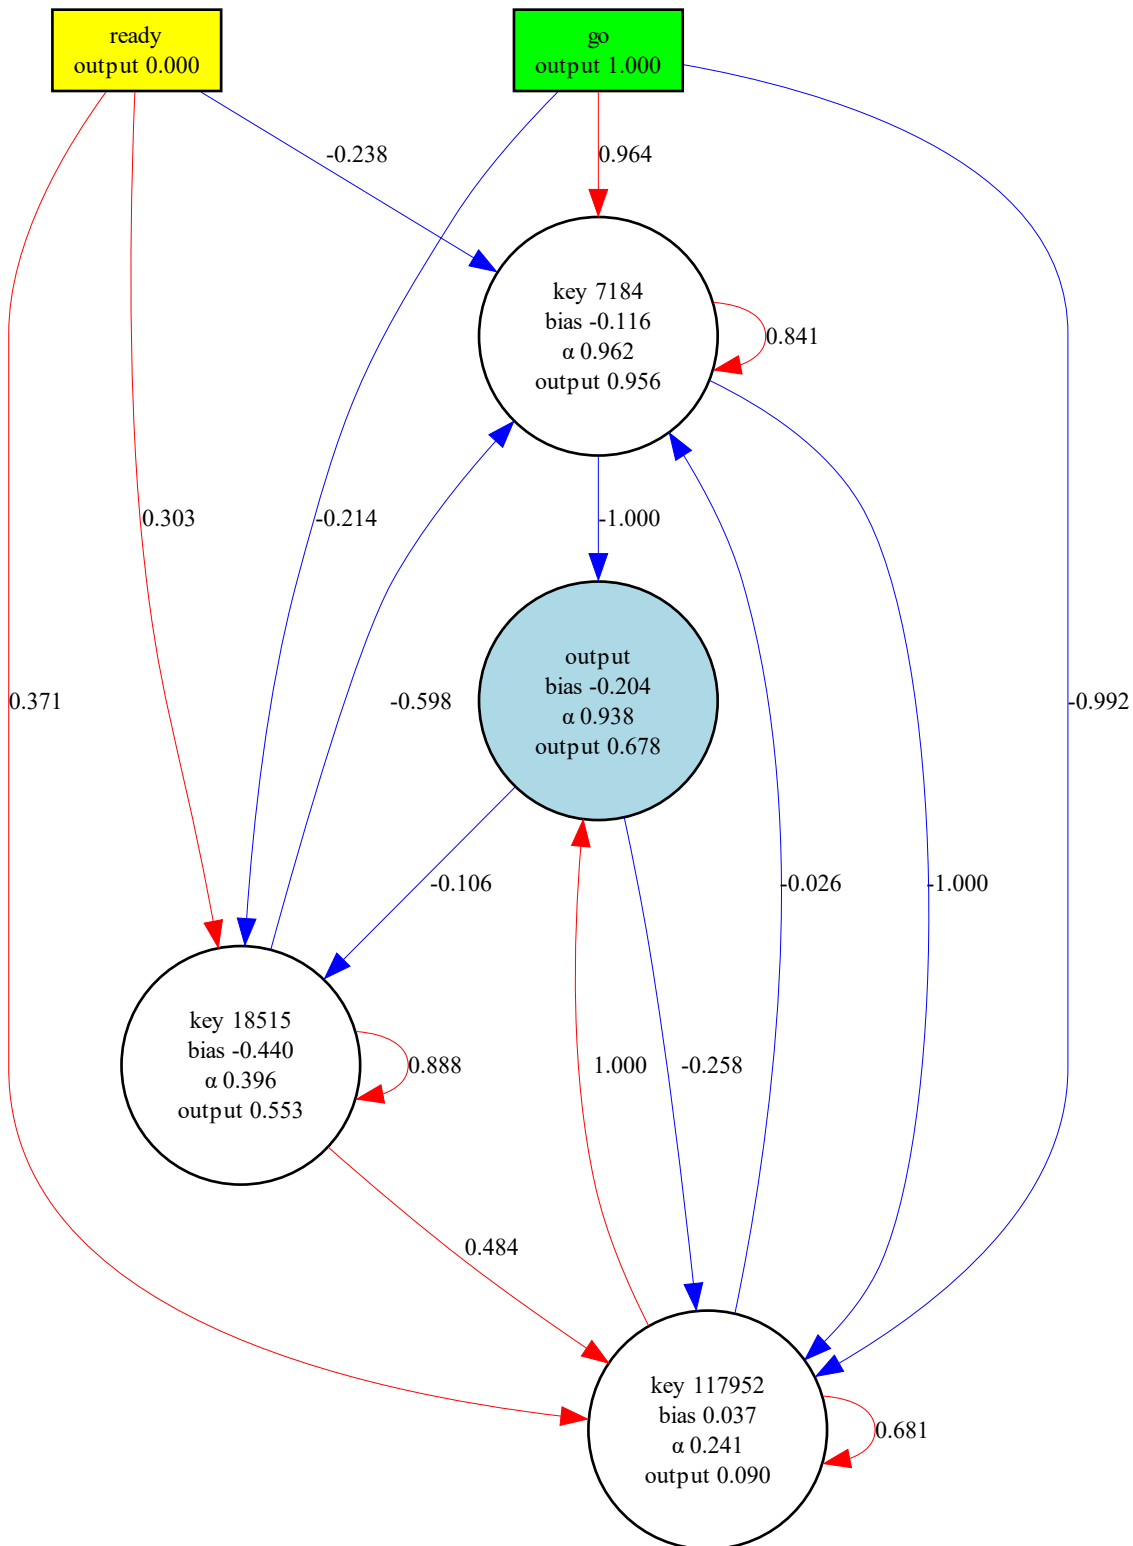 ready
output 0.000
go
output 1.000
-0.238
0.964
key 7184
bias -0.116
α 0.962
output 0.956
0.841
0.303
-0.214
-1.000
output
bias -0.204
α 0.938
output 0.678
0.371
-0.598
-0.992
-0.106
-0.026
-1.000
key 18515
bias -0.440
α 0.396
output 0.553
0.888
1.000
-0.258
0.484
key 117952
bias 0.037
α 0.241
output 0.090
0.681